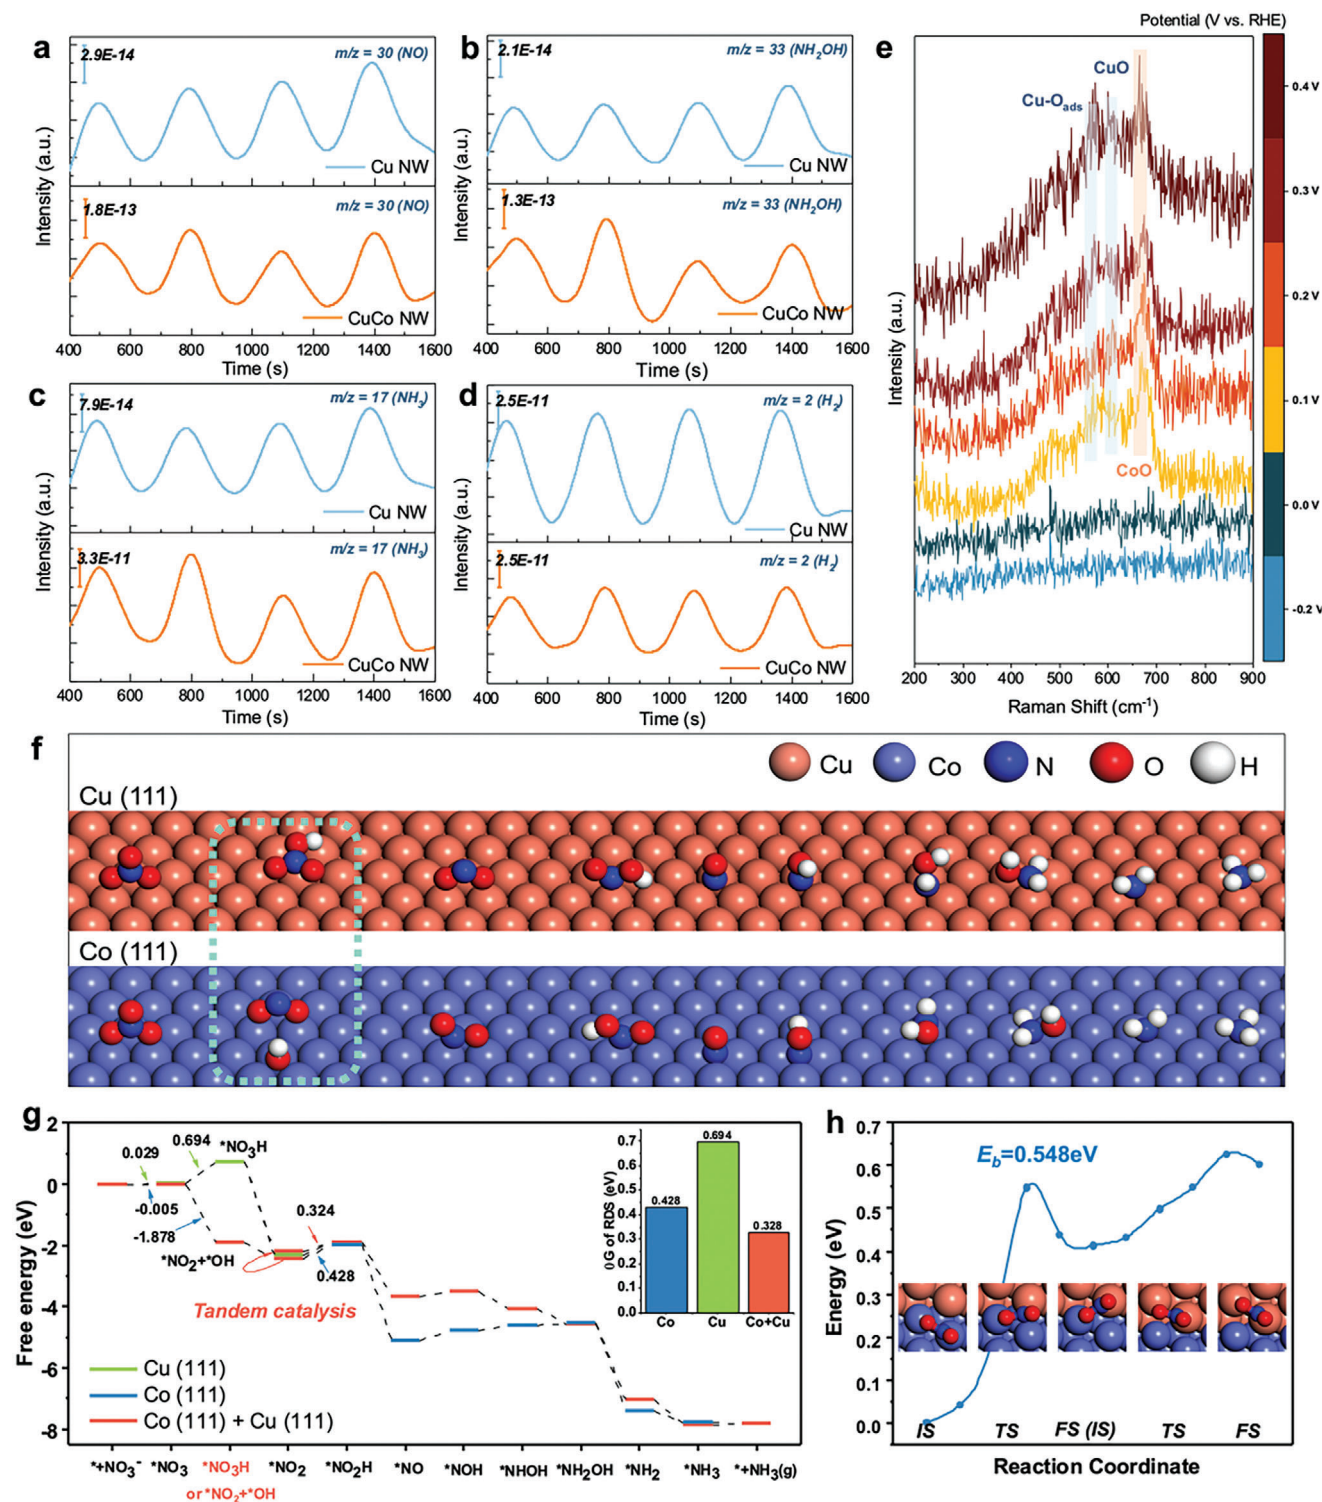 a
2.9E-14
m/z = 30 (NO)
Cu NW
1.8E-13
m/z = 30 (NO)
CuCo NW
Intensity (a.u.)
400 600 800 1000 1200 1400 1600
Time (s)
b
2.1E-14
m/z = 33 (NH2OH)
Cu NW
1.3E-13
m/z = 33 (NH2OH)
CuCo NW
Intensity (a.u.)
400 600 800 1000 1200 1400 1600
Time (s)
c
7.9E-14
m/z = 17 (NH3)
Cu NW
3.3E-11
m/z = 17 (NH3)
CuCo NW
Intensity (a.u.)
400 600 800 1000 1200 1400 1600
Time (s)
d
2.5E-11
m/z = 2 (H2)
Cu NW
2.5E-11
m/z = 2 (H2)
CuCo NW
Intensity (a.u.)
400 600 800 1000 1200 1400 1600
Time (s)
e
Potential (V vs. RHE)
CuO
Cu-Oads
CoO
0.4 V
0.3 V
0.2 V
0.1 V
0.0 V
-0.2 V
Intensity (a.u.)
200 300 400 500 600 700 800 900
Raman Shift (cm-1)
f
Cu Co N O H
Cu (111)
Co (111)
g
2
0
-2
-4
-6
-8
Free energy (eV)
0.029
0.694
*NO3H
-0.005
-1.878
*NO2+*OH
0.324
0.428
Tandem catalysis
Cu (111)
Co (111)
Co (111) + Cu (111)
0.7
0.6
0.5
0.4
0.3
0.2
0.1
0.0
0G of RDS (eV)
0.428
0.694
0.328
Co Cu Co+Cu
*+NO3- *NO3 *NO3H *NO2 *NO2H *NO *NOH *NHOH *NH2OH *NH2 *NH3 *+NH3(g)
or *NO2+*OH
h
Eb=0.548eV
0.7
0.6
0.5
0.4
0.3
0.2
0.1
0.0
Energy (eV)
IS TS FS (IS) TS FS
Reaction Coordinate